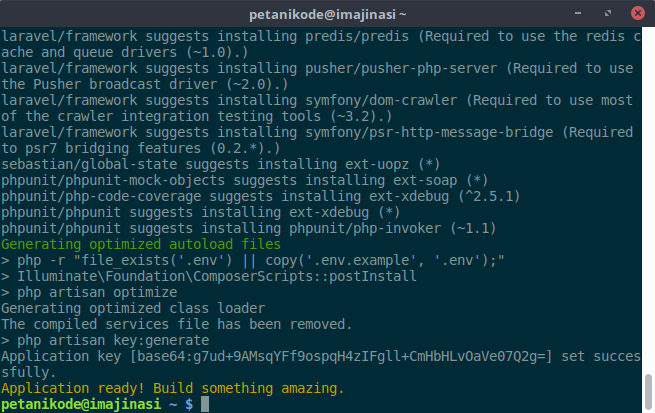 petanikode@imajinasi ~
laravel/framework suggests installing predis/predis (Required to use the redis c
ache and queue drivers (~1.0).)
laravel/framework suggests installing pusher/pusher-php-server (Required to use
the Pusher broadcast driver (~2.0).)
laravel/framework suggests installing symfony/dom-crawler (Required to use most
of the crawler integration testing tools (~3.2).)
laravel/framework suggests installing symfony/psr-http-message-bridge (Required
to psr7 bridging features (0.2.*).)
sebastian/global-state suggests installing ext-uopz (*)
phpunit/phpunit-mock-objects suggests installing ext-soap (*)
phpunit/php-code-coverage suggests installing ext-xdebug (^2.5.1)
phpunit/phpunit suggests installing ext-xdebug (*)
phpunit/phpunit suggests installing phpunit/php-invoker (~1.1)
Generating optimized autoload files
> php -r "file_exists('.env') || copy('.env.example', '.env');"
> Illuminate\Foundation\ComposerScripts::postInstall
> php artisan optimize
Generating optimized class loader
The compiled services file has been removed.
> php artisan key:generate
Application key [base64:g7ud+9AMsqYFf9ospqH4zIFgll+CmHbHLvOaVe07Q2g=] set succes
sfully.
Application ready! Build something amazing.
petanikode@imajinasi ~ $